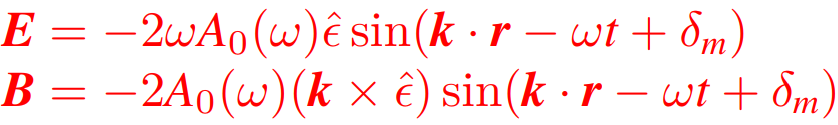 E = −2ωA₀(ω)ε̂ sin(k · r − ωt + δₘ)
B = −2A₀(ω)(k × ε̂) sin(k · r − ωt + δₘ)